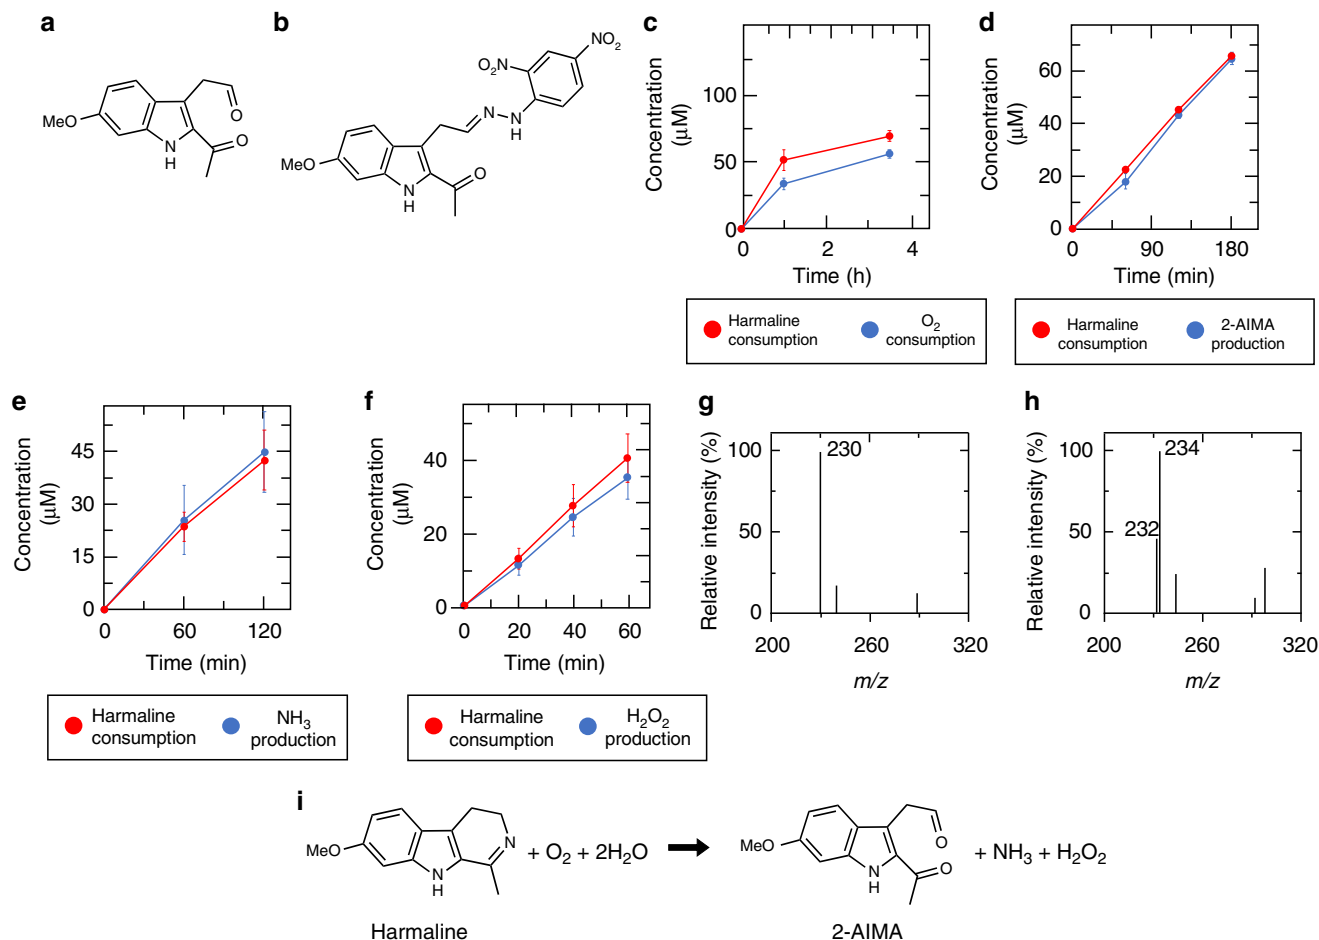 a
MeO
N
H
O
O
b
MeO
N
H
O
N
N
H
O₂N
NO₂
c
Concentration
(μM)
100
50
0
0
2
4
Time (h)
Harmaline
consumption
O₂
consumption
d
Concentration
(μM)
60
40
20
0
0
90
180
Time (min)
Harmaline
consumption
2-AIMA
production
e
Concentration
(μM)
45
30
15
0
0
60
120
Time (min)
Harmaline
consumption
NH₃
production
f
Concentration
(μM)
40
20
0
0
20
40
60
Time (min)
Harmaline
consumption
H₂O₂
production
g
Relative intensity (%)
100
50
0
230
200
260
320
m/z
h
Relative intensity (%)
100
50
0
234
232
200
260
320
m/z
i
MeO
N
H
N
+ O₂ + 2H₂O
MeO
N
H
O
O
+ NH₃ + H₂O₂
Harmaline
2-AIMA